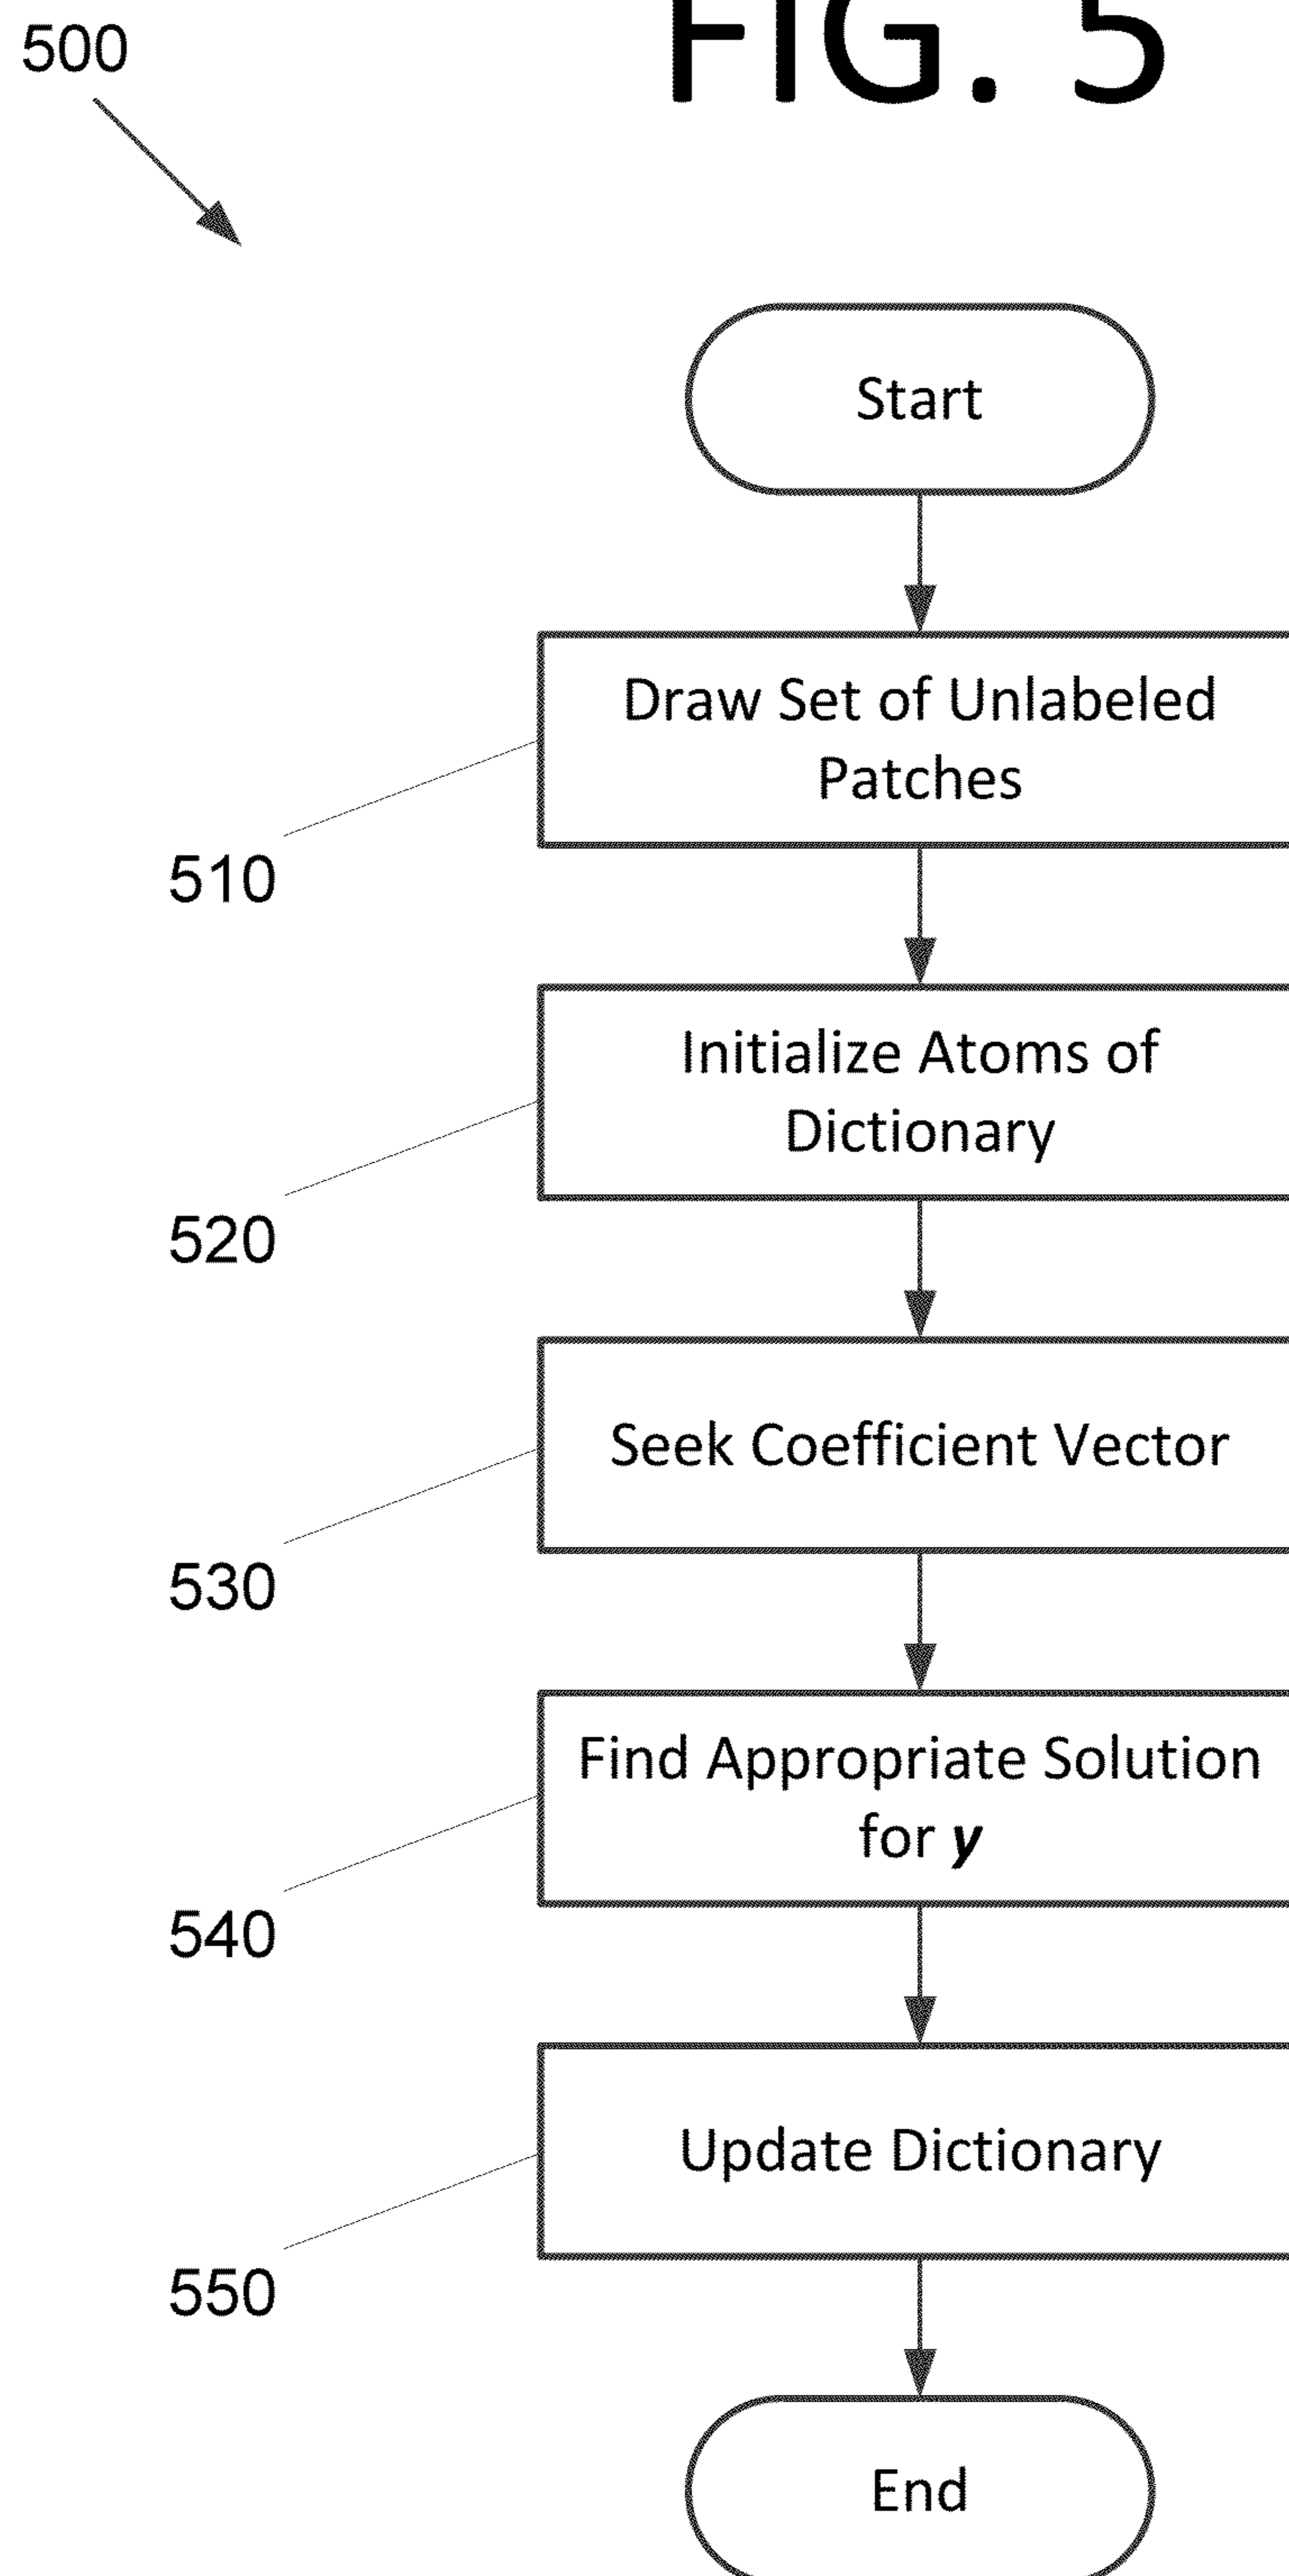 500
FIG. 5
Start
Draw Set of Unlabeled
Patches
510
Initialize Atoms of
Dictionary
520
Seek Coefficient Vector
530
Find Appropriate Solution
for y
540
Update Dictionary
550
End